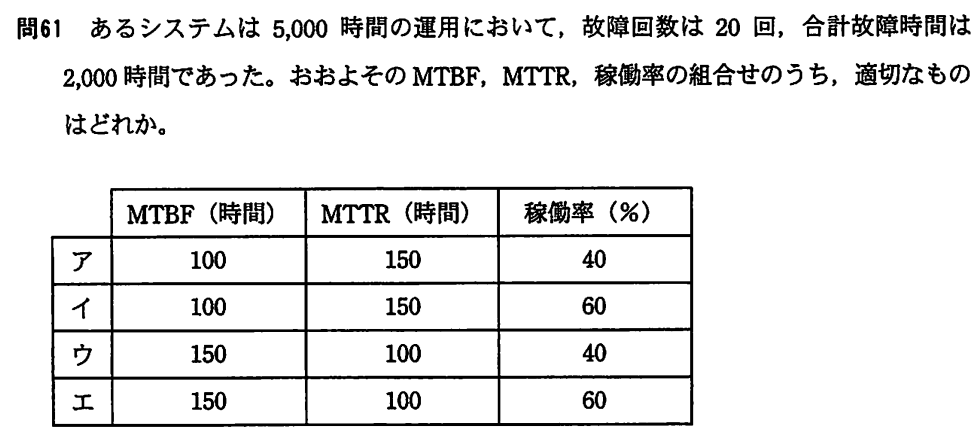 問61 あるシステムは 5,000 時間の運用において，故障回数は 20 回，合計故障時間は
2,000 時間であった。おおよその MTBF，MTTR，稼働率の組合せのうち，適切なもの
はどれか。
MTBF（時間） MTTR（時間） 稼働率（%）
ア 100 150 40
イ 100 150 60
ウ 150 100 40
エ 150 100 60